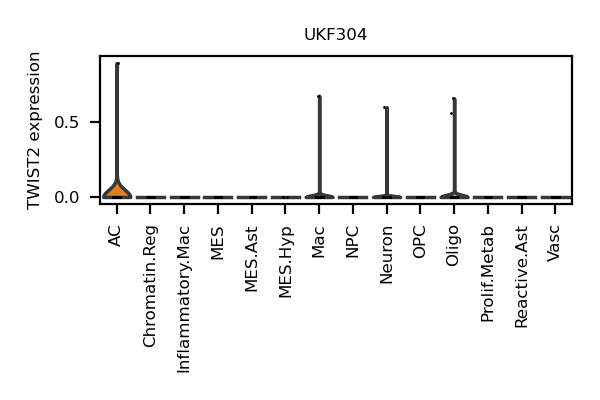 UKF304
TWIST2 expression
0.5
0.0
AC
Chromatin.Reg
Inflammatory.Mac
MES
MES.Ast
MES.Hyp
Mac
NPC
Neuron
OPC
Oligo
Prolif.Metab
Reactive.Ast
Vasc